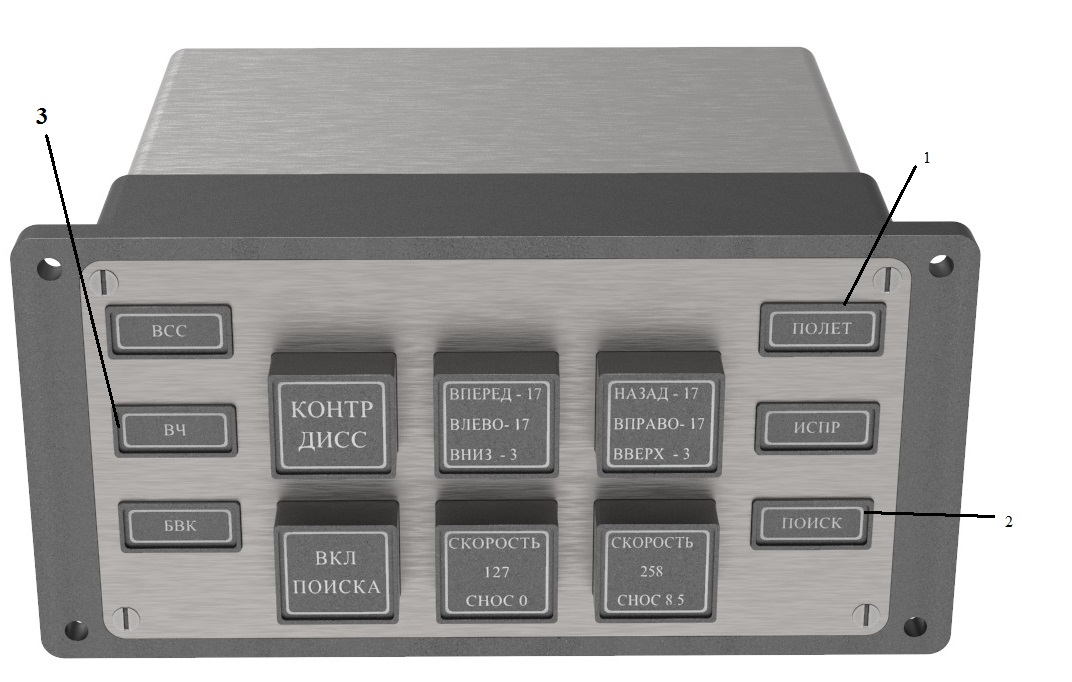 3
1
ВСС
ПОЛЕТ
КОНТР
ДИСС
ВПЕРЕД - 17
ВЛЕВО- 17
ВНИЗ - 3
НАЗАД - 17
ВПРАВО- 17
ВВЕРХ - 3
ВЧ
ИСПР
БВК
ВКЛ
ПОИСКА
СКОРОСТЬ
127
СНОС 0
СКОРОСТЬ
258
СНОС 8.5
ПОИСК
2